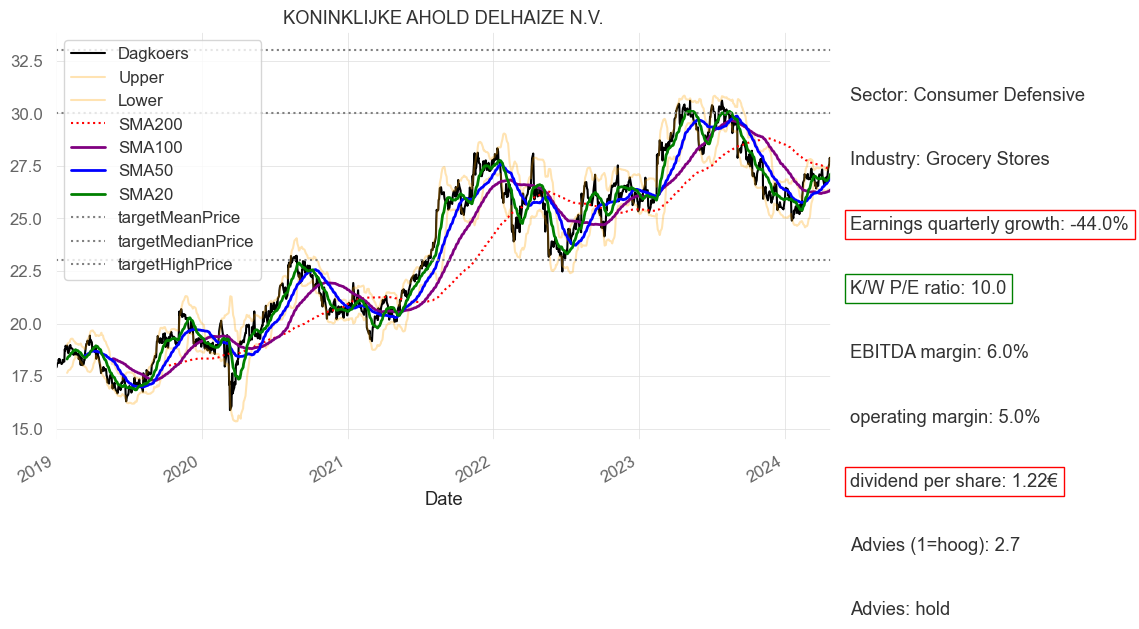 KONINKLIJKE AHOLD DELHAIZE N.V.
Dagkoers
Upper
Lower
SMA200
SMA100
SMA50
SMA20
targetMeanPrice
targetMedianPrice
targetHighPrice
32.5
30.0
27.5
25.0
22.5
20.0
17.5
15.0
2019
2020
2021
2022
2023
2024
Date
Sector: Consumer Defensive
Industry: Grocery Stores
Earnings quarterly growth: -44.0%
K/W P/E ratio: 10.0
EBITDA margin: 6.0%
operating margin: 5.0%
dividend per share: 1.22€
Advies (1=hoog): 2.7
Advies: hold